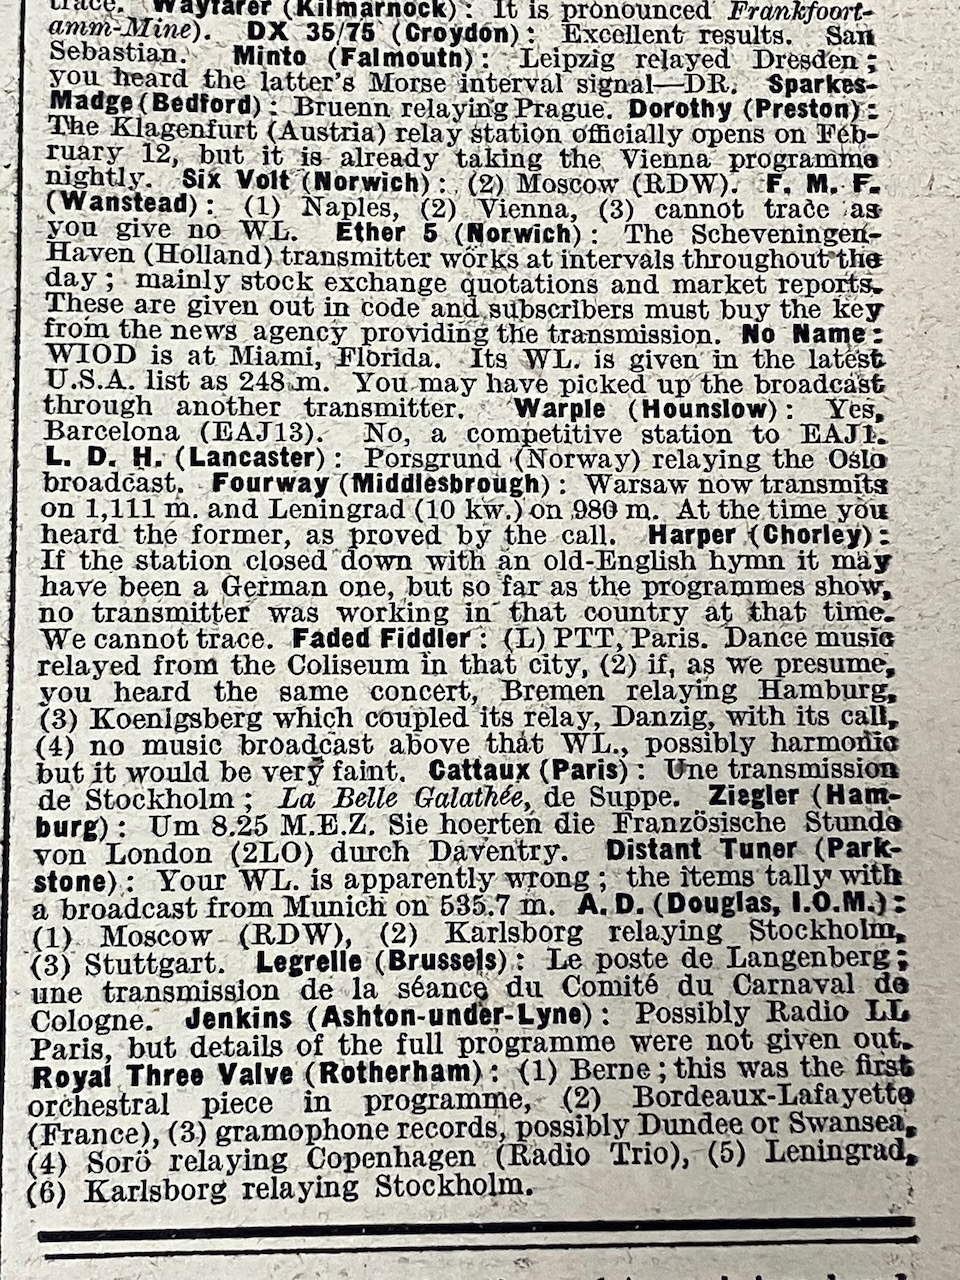 trace. Wayfarer (Kilmarnock): It is pronounced Frankfoort-
amm-Mine). DX 35/75 (Croydon): Excellent results. San
Sebastian. Minto (Falmouth): Leipzig relayed Dresden;
you heard the latter's Morse interval signal—DR. Sparkes-
Madge (Bedford): Bruenn relaying Prague. Dorothy (Preston):
The Klagenfurt (Austria) relay station officially opens on Feb-
ruary 12, but it is already taking the Vienna programme
nightly. Six Volt (Norwich): (2) Moscow (RDW). F. M. F.
(Wanstead): (1) Naples, (2) Vienna, (3) cannot trace as
you give no WL. Ether 5 (Norwich): The Scheveningen-
Haven (Holland) transmitter works at intervals throughout the
day; mainly stock exchange quotations and market reports.
These are given out in code and subscribers must buy the key
from the news agency providing the transmission. No Name:
WIOD is at Miami, Florida. Its WL. is given in the latest
U.S.A. list as 248 m. You may have picked up the broadcast
through another transmitter. Warple (Hounslow): Yes,
Barcelona (EAJ13). No, a competitive station to EAJ1.
L. D. H. (Lancaster): Porsgrund (Norway) relaying the Oslo
broadcast. Fourway (Middlesbrough): Warsaw now transmits
on 1,111 m. and Leningrad (10 kw.) on 980 m. At the time you
heard the former, as proved by the call. Harper (Chorley):
If the station closed down with an old-English hymn it may
have been a German one, but so far as the programmes show,
no transmitter was working in that country at that time.
We cannot trace. Faded Fiddler: (L) PTT, Paris. Dance music
relayed from the Coliseum in that city, (2) if, as we presume,
you heard the same concert, Bremen relaying Hamburg,
(3) Koenigsberg which coupled its relay, Danzig, with its call,
(4) no music broadcast above that WL., possibly harmonic
but it would be very faint. Cattaux (Paris): Une transmission
de Stockholm; La Belle Galathée, de Suppe. Ziegler (Ham-
burg): Um 8.25 M.E.Z. Sie hoerten die Französische Stunde
von London (2LO) durch Daventry. Distant Tuner (Park-
stone): Your WL. is apparently wrong; the items tally with
a broadcast from Munich on 535.7 m. A. D. (Douglas, I.O.M.):
(1) Moscow (RDW), (2) Karlsborg relaying Stockholm,
(3) Stuttgart. Legrelle (Brussels): Le poste de Langenberg;
une transmission de la séance du Comité du Carnaval de
Cologne. Jenkins (Ashton-under-Lyne): Possibly Radio LL
Paris, but details of the full programme were not given out.
Royal Three Valve (Rotherham): (1) Berne; this was the first
orchestral piece in programme, (2) Bordeaux-Lafayette
(France), (3) gramophone records, possibly Dundee or Swansea,
(4) Sorö relaying Copenhagen (Radio Trio), (5) Leningrad,
(6) Karlsborg relaying Stockholm.